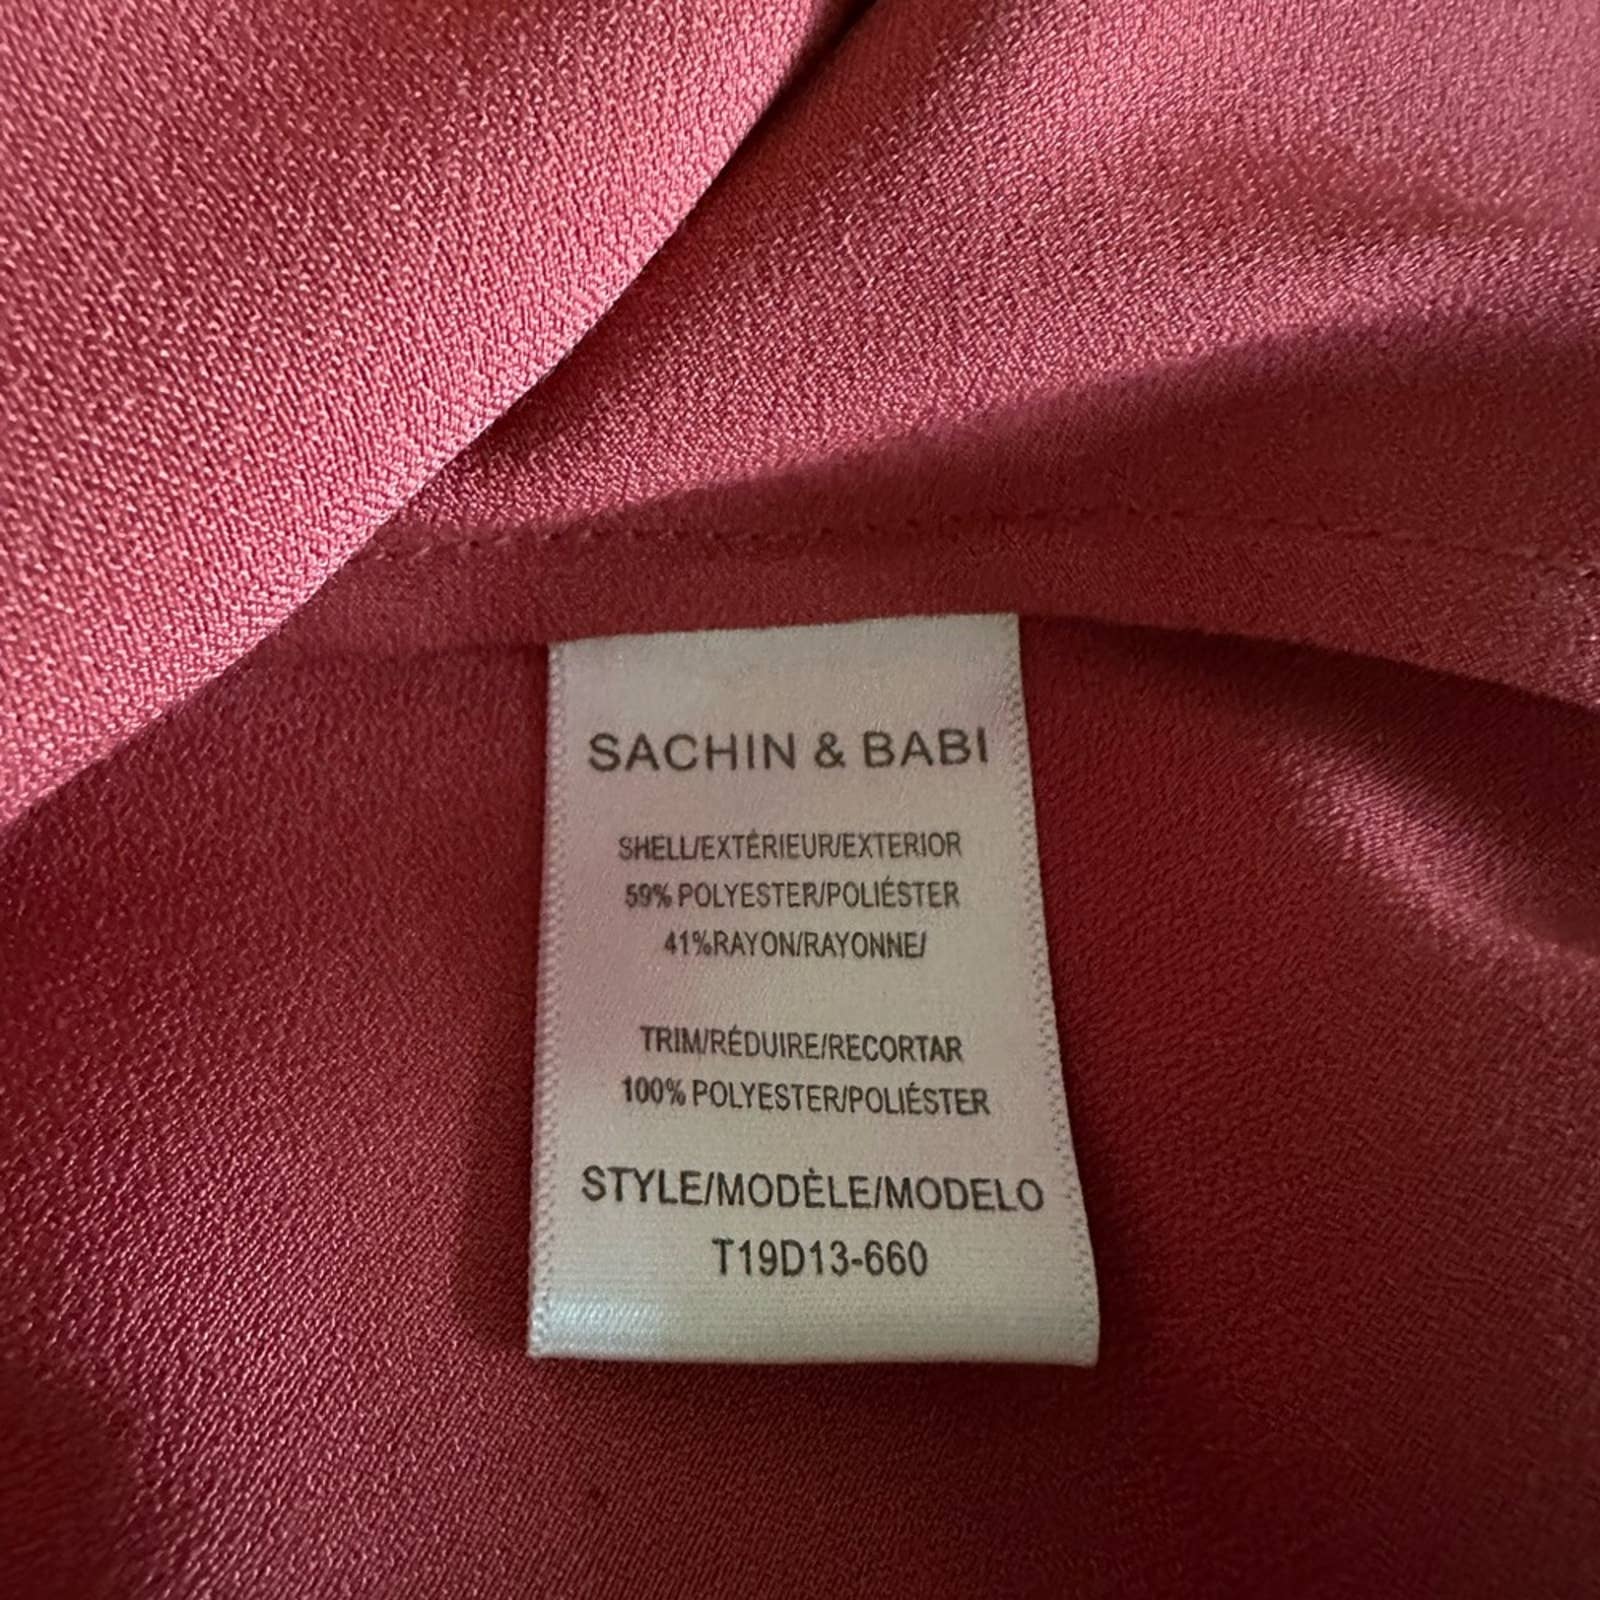 SACHIN & BABI
SHELL/EXTÉRIEUR/EXTERIOR
59% POLYESTER/POLIÉSTER
41%RAYON/RAYONNE/
TRIM/RÉDUIRE/RECORTAR
100% POLYESTER/POLIÉSTER
STYLE/MODÈLE/MODELO
T19D13-660